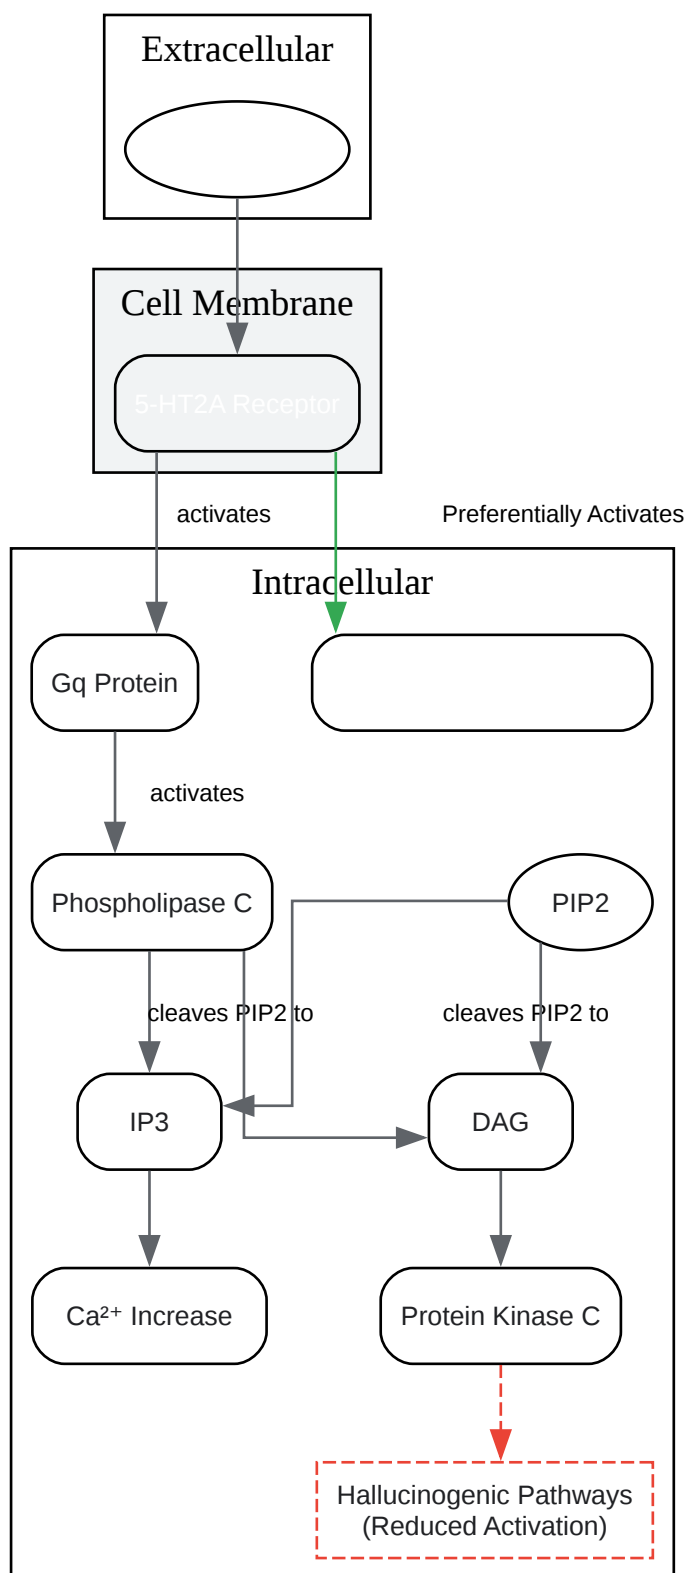 Extracellular
Cell Membrane
5-HT2A Receptor
activates
Preferentially Activates
Intracellular
Gq Protein
activates
Phospholipase C
PIP2
cleaves PIP2 to
cleaves PIP2 to
IP3
DAG
Ca²⁺ Increase
Protein Kinase C
Hallucinogenic Pathways
(Reduced Activation)